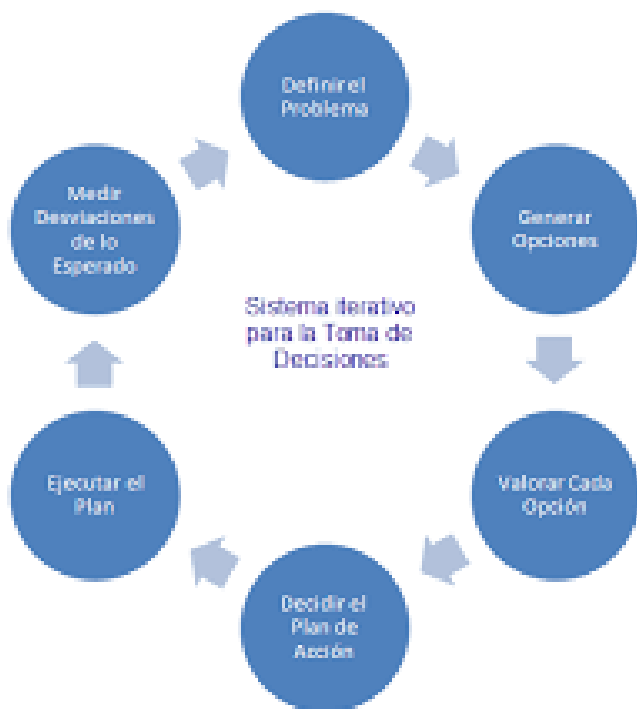 Definir el
Problema
Generar
Opciones
Valorar Cada
Opción
Decidir el
Plan de
Acción
Ejecutar el
Plan
Medir
Desviaciones
de lo
Esperado
Sistema iterativo
para la Toma de
Decisiones